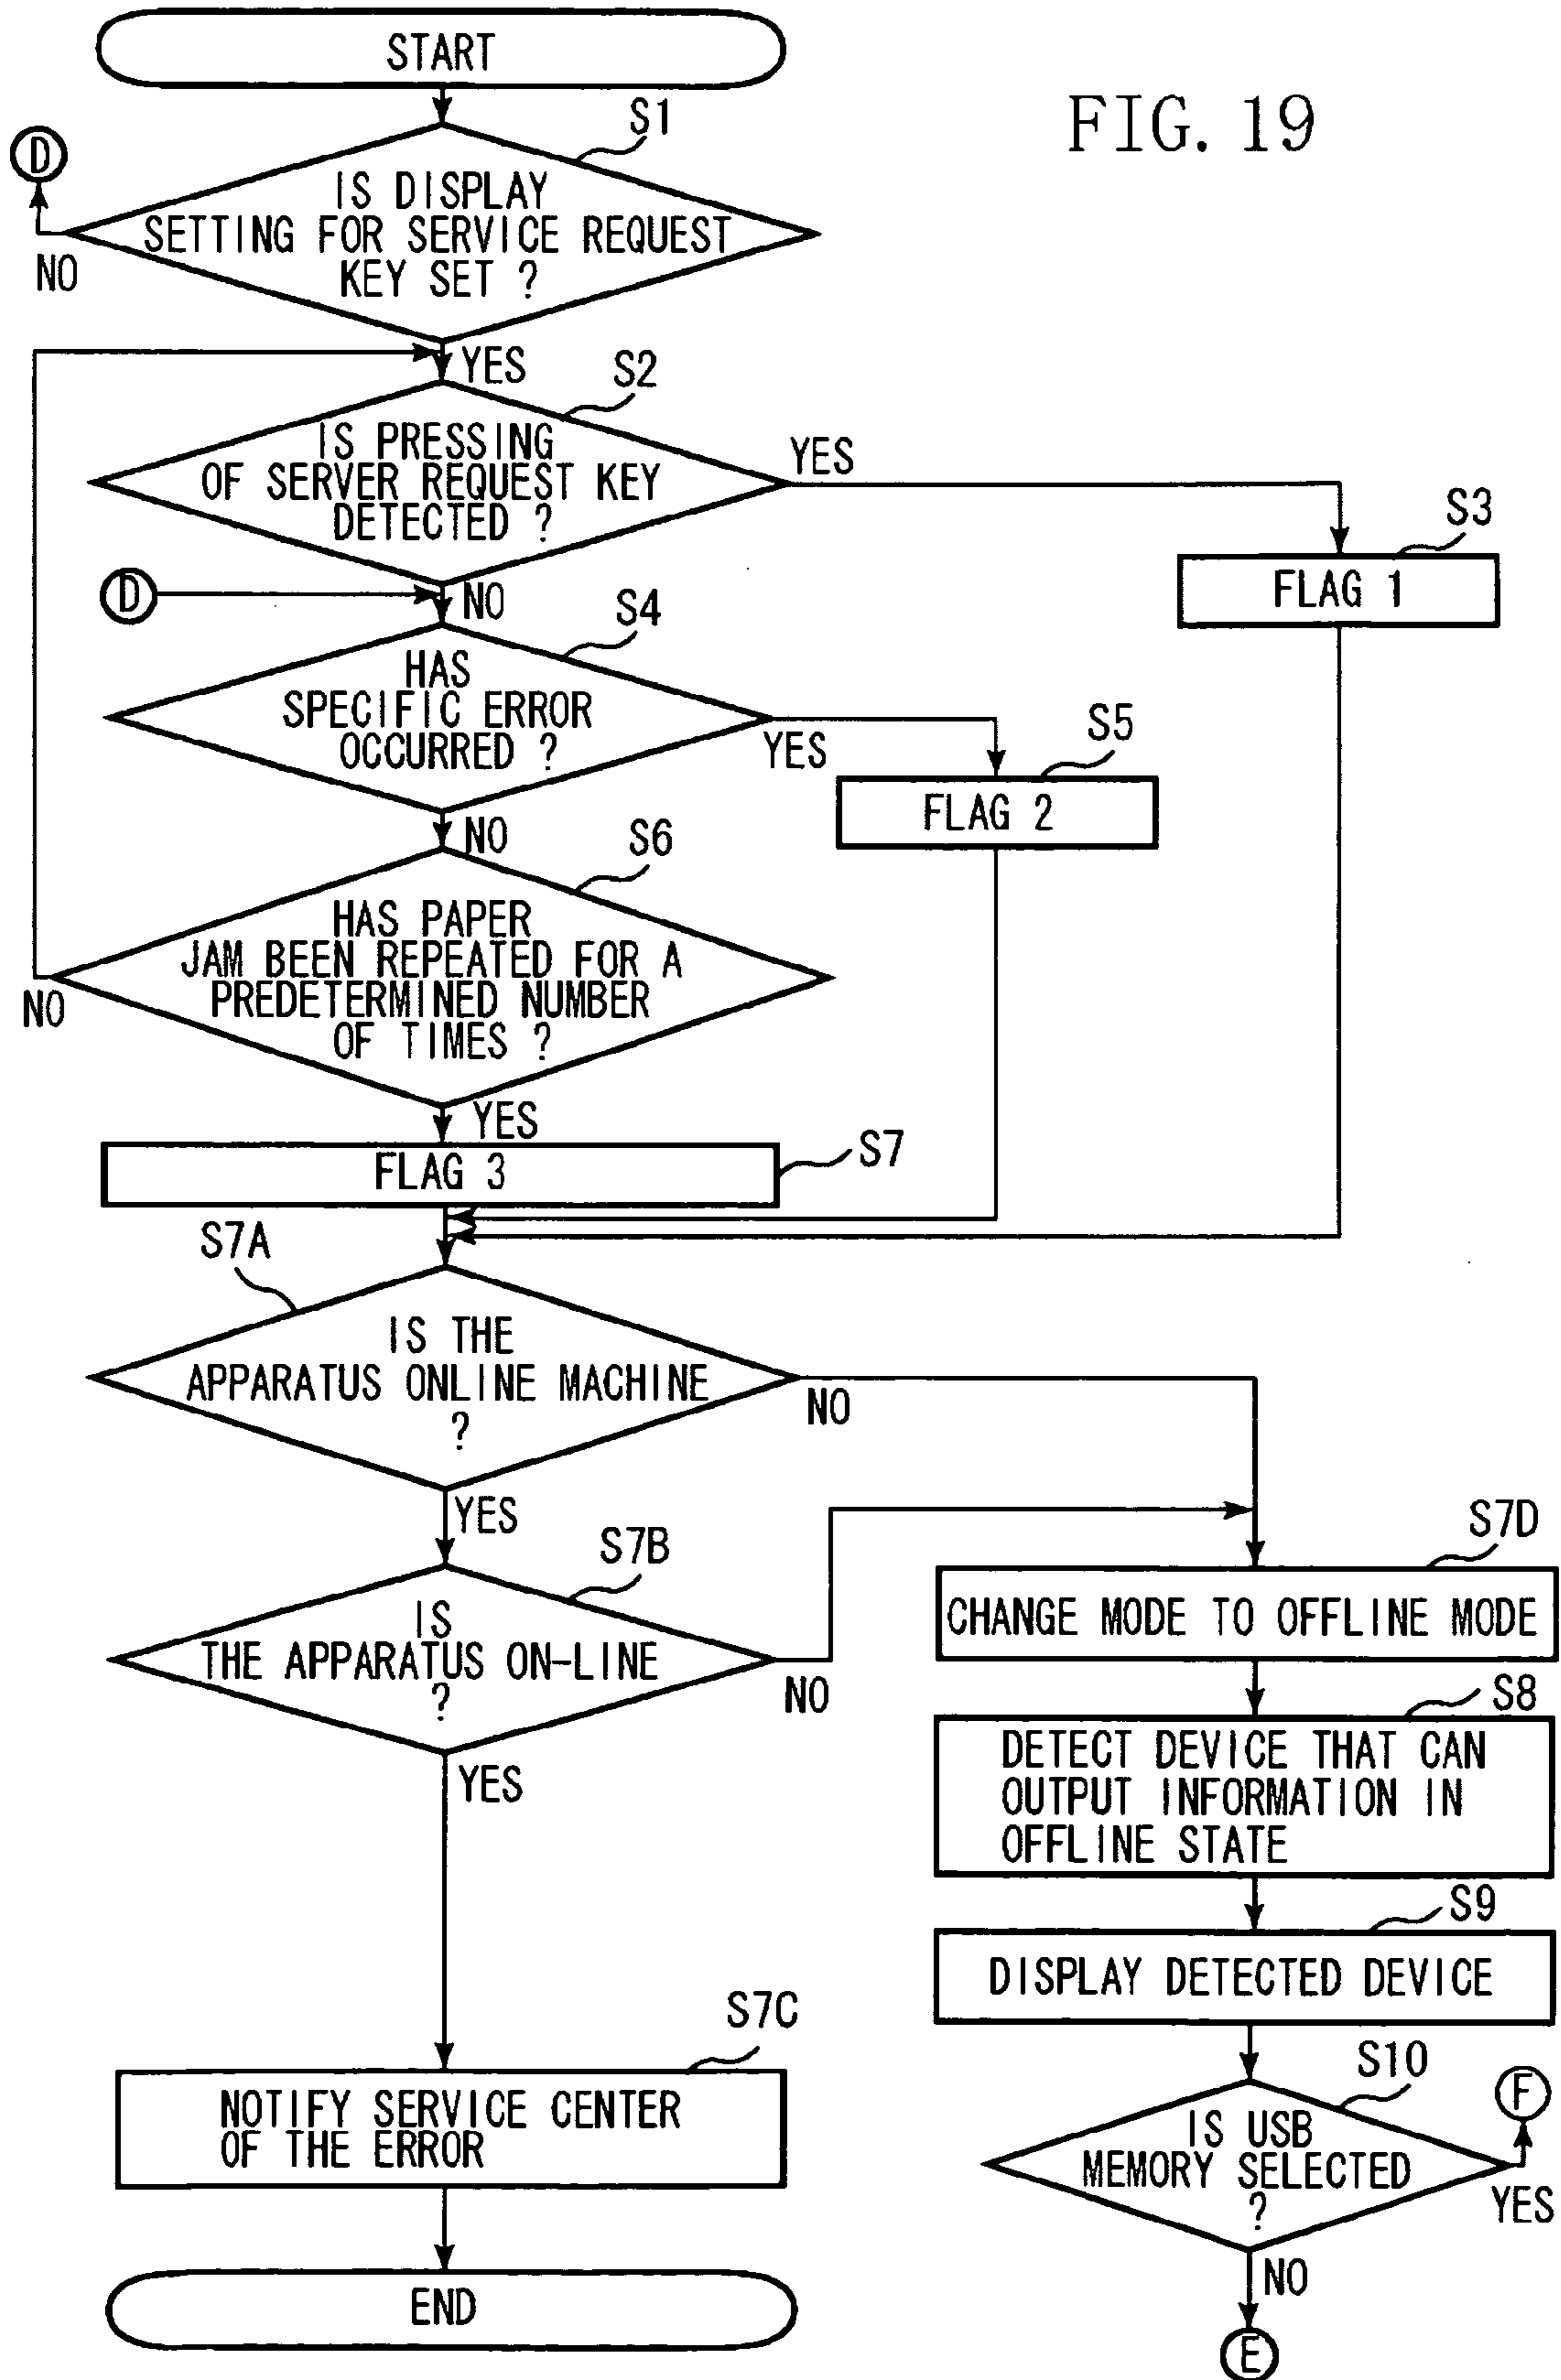 START
FIG. 19
S1
D
IS DISPLAY
SETTING FOR SERVICE REQUEST
KEY SET ?
NO
YES
S2
IS PRESSING
OF SERVER REQUEST KEY
DETECTED ?
YES
S3
FLAG 1
D
NO
S4
HAS
SPECIFIC ERROR
OCCURRED ?
YES
S5
FLAG 2
NO
S6
HAS PAPER
JAM BEEN REPEATED FOR A
PREDETERMINED NUMBER
OF TIMES ?
NO
YES
S7
FLAG 3
S7A
IS THE
APPARATUS ONLINE MACHINE
?
NO
YES
S7B
IS
THE APPARATUS ON-LINE
?
NO
YES
S7D
CHANGE MODE TO OFFLINE MODE
S8
DETECT DEVICE THAT CAN
OUTPUT INFORMATION IN
OFFLINE STATE
S9
DISPLAY DETECTED DEVICE
S7C
NOTIFY SERVICE CENTER
OF THE ERROR
S10
F
IS USB
MEMORY SELECTED
?
YES
NO
E
END